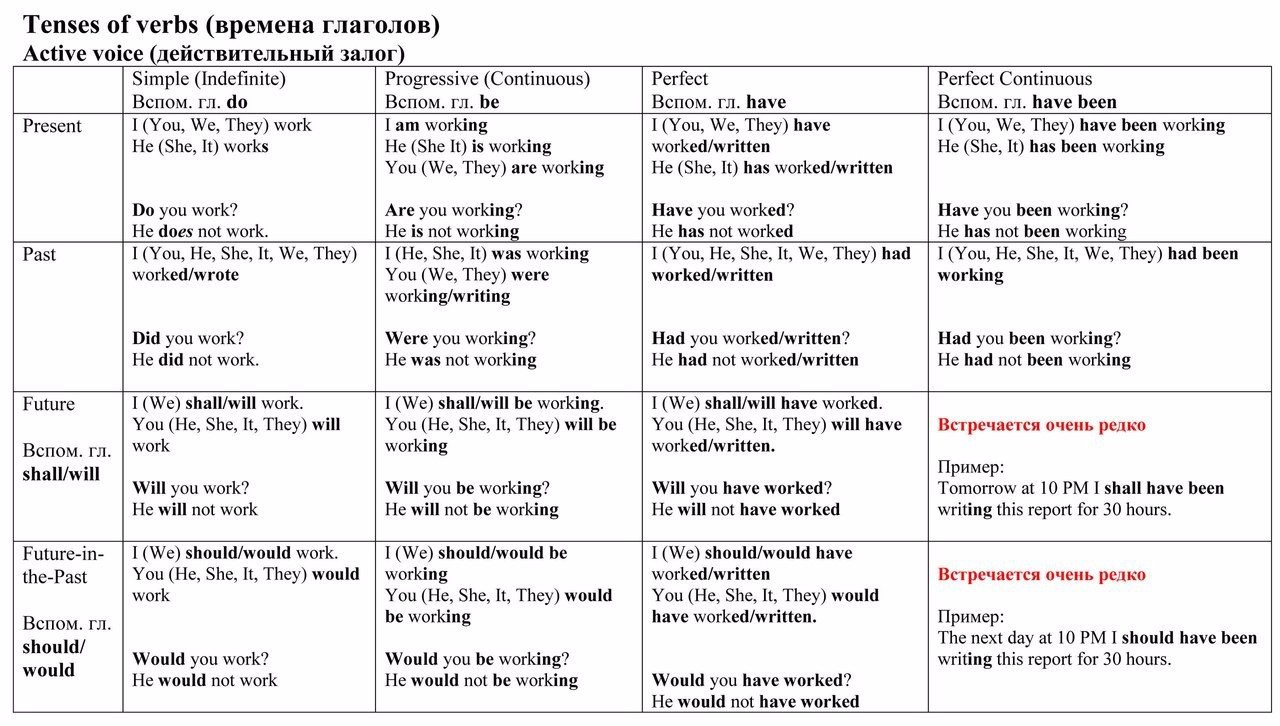 Tenses of verbs (времена глаголов)
Active voice (действительный залог)
Simple (Indefinite)
Вспом. гл. do
Progressive (Continuous)
Вспом. гл. be
Perfect
Вспом. гл. have
Perfect Continuous
Вспом. гл. have been
Present
I (You, We, They) work
He (She, It) works
Do you work?
He does not work.
I am working
He (She It) is working
You (We, They) are working
Are you working?
He is not working
I (You, We, They) have
worked/written
He (She, It) has worked/written
Have you worked?
He has not worked
I (You, We, They) have been working
He (She, It) has been working
Have you been working?
He has not been working
Past
I (You, He, She, It, We, They)
worked/wrote
Did you work?
He did not work.
I (He, She, It) was working
You (We, They) were
working/writing
Were you working?
He was not working
I (You, He, She, It, We, They) had
worked/written
Had you worked/written?
He had not worked/written
I (You, He, She, It, We, They) had been
working
Had you been working?
He had not been working
Future
Вспом. гл.
shall/will
I (We) shall/will work.
You (He, She, It, They) will
work
Will you work?
He will not work
I (We) shall/will be working.
You (He, She, It, They) will be
working
Will you be working?
He will not be working
I (We) shall/will have worked.
You (He, She, It, They) will have
worked/written.
Will you have worked?
He will not have worked
Встречается очень редко
Пример:
Tomorrow at 10 PM I shall have been
writing this report for 30 hours.
Future-in-
the-Past
Вспом. гл.
should/
would
I (We) should/would work.
You (He, She, It, They) would
work
Would you work?
He would not work
I (We) should/would be
working
You (He, She, It, They) would
be working
Would you be working?
He would not be working
I (We) should/would have
worked/written
You (He, She, It, They) would
have worked/written.
Would you have worked?
He would not have worked
Встречается очень редко
Пример:
The next day at 10 PM I should have been
writing this report for 30 hours.